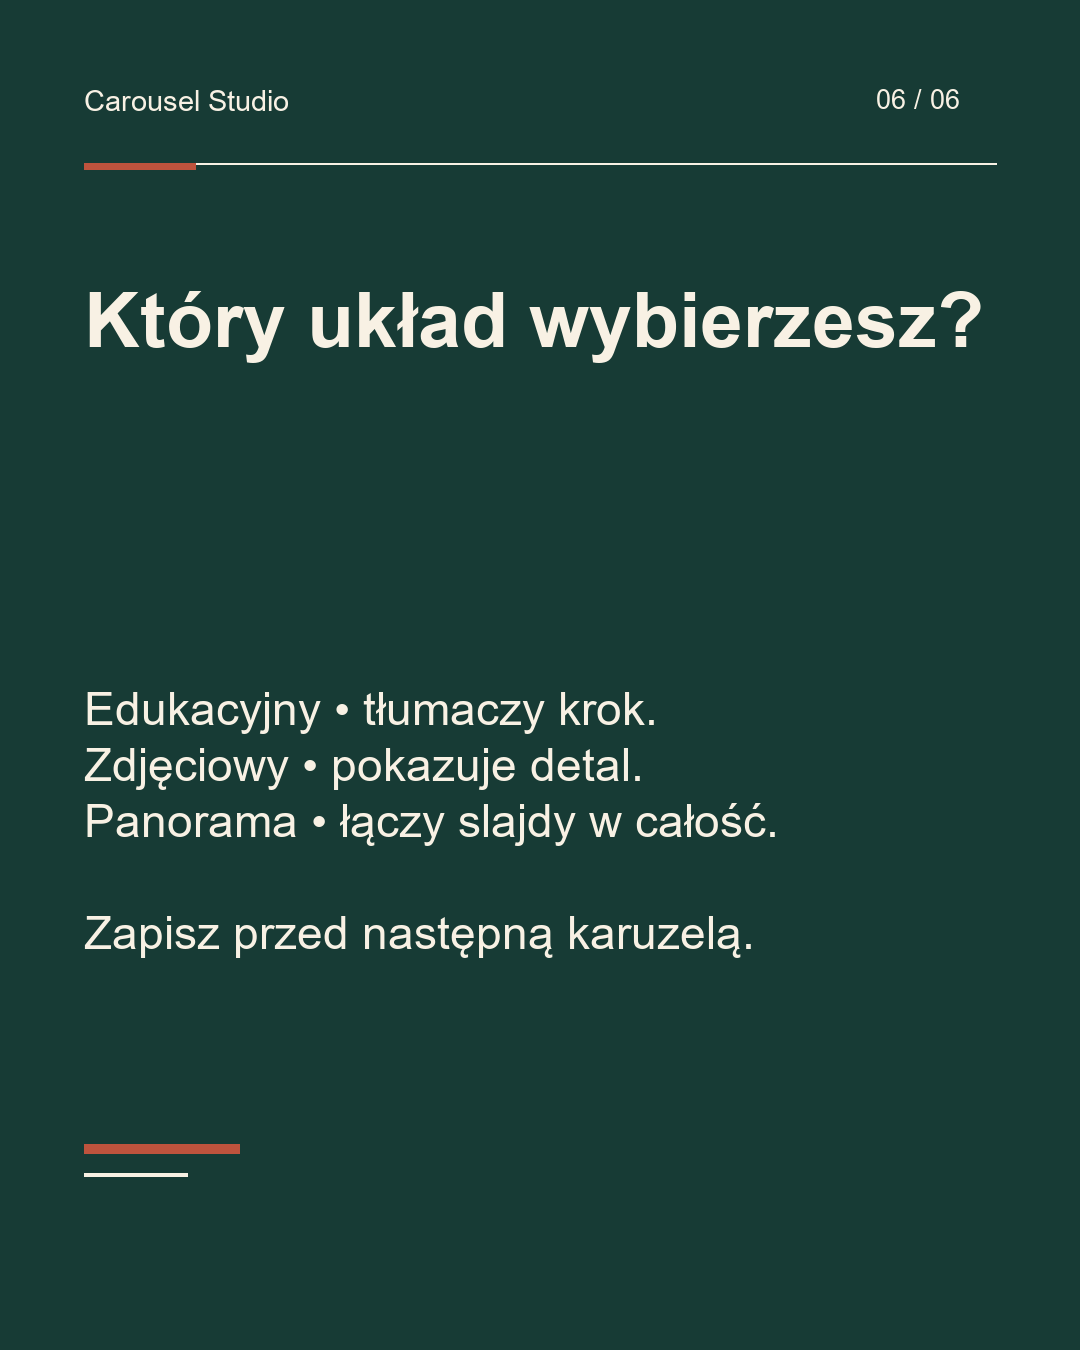 Carousel Studio
06 / 06
Który układ wybierzesz?
Edukacyjny • tłumaczy krok.
Zdjęciowy • pokazuje detal.
Panorama • łączy slajdy w całość.
Zapisz przed następną karuzelą.